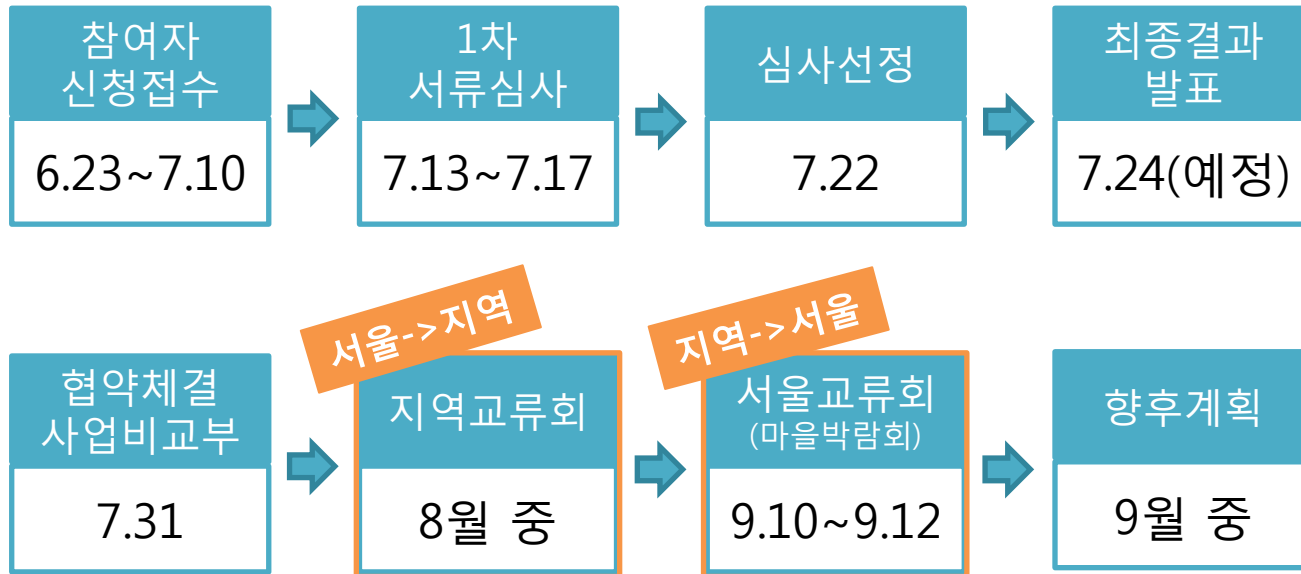 참여자
신청접수
6.23~7.10
1차
서류심사
7.13~7.17
심사선정
7.22
최종결과
발표
7.24(예정)
협약체결
사업비교부
7.31
서울->지역
지역교류회
8월 중
지역->서울
서울교류회
(마을박람회)
9.10~9.12
향후계획
9월 중